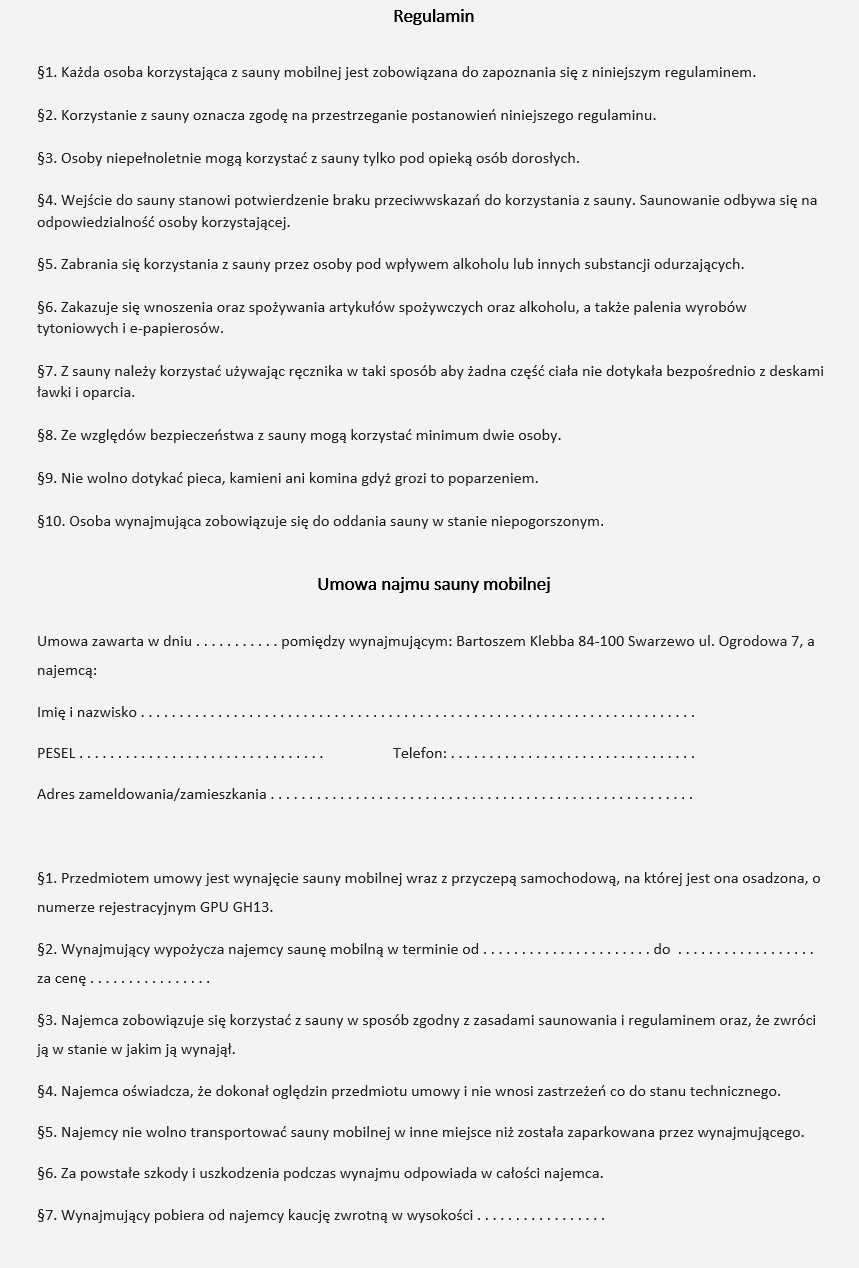 Regulamin
§1. Każda osoba korzystająca z sauny mobilnej jest zobowiązana do zapoznania się z niniejszym regulaminem.
§2. Korzystanie z sauny oznacza zgodę na przestrzeganie postanowień niniejszego regulaminu.
§3. Osoby niepełnoletnie mogą korzystać z sauny tylko pod opieką osób dorosłych.
§4. Wejście do sauny stanowi potwierdzenie braku przeciwwskazań do korzystania z sauny. Saunowanie odbywa się na
odpowiedzialność osoby korzystającej.
§5. Zabrania się korzystania z sauny przez osoby pod wpływem alkoholu lub innych substancji odurzających.
§6. Zakazuje się wnoszenia oraz spożywania artykułów spożywczych oraz alkoholu, a także palenia wyrobów
tytoniowych i e-papierosów.
§7. Z sauny należy korzystać używając ręcznika w taki sposób aby żadna część ciała nie dotykała bezpośrednio z deskami
ławki i oparcia.
§8. Ze względów bezpieczeństwa z sauny mogą korzystać minimum dwie osoby.
§9. Nie wolno dotykać pieca, kamieni ani komina gdyż grozi to poparzeniem.
§10. Osoba wynajmująca zobowiązuje się do oddania sauny w stanie niepogorszonym.
Umowa najmu sauny mobilnej
Umowa zawarta w dniu . . . . . . . . . . . pomiędzy wynajmującym: Bartoszem Klebba 84-100 Swarzewo ul. Ogrodowa 7, a
najemcą:
Imię i nazwisko . . . . . . . . . . . . . . . . . . . . . . . . . . . . . . . . . . . . . . . . . . . . . . . . . . . . . . . . . . . . . . . . . . . . . . . .
PESEL . . . . . . . . . . . . . . . . . . . . . . . . . . . . . . . . Telefon: . . . . . . . . . . . . . . . . . . . . . . . . . . . . . . . .
Adres zameldowania/zamieszkania . . . . . . . . . . . . . . . . . . . . . . . . . . . . . . . . . . . . . . . . . . . . . . . . . . . . . . .
§1. Przedmiotem umowy jest wynajęcie sauny mobilnej wraz z przyczepą samochodową, na której jest ona osadzona, o
numerze rejestracyjnym GPU GH13.
§2. Wynajmujący wypożycza najemcy saunę mobilną w terminie od . . . . . . . . . . . . . . . . . . . . . . do . . . . . . . . . . . . . . . . . .
za cenę . . . . . . . . . . . . . . . .
§3. Najemca zobowiązuje się korzystać z sauny w sposób zgodny z zasadami saunowania i regulaminem oraz, że zwróci
ją w stanie w jakim ją wynajął.
§4. Najemca oświadcza, że dokonał oględzin przedmiotu umowy i nie wnosi zastrzeżeń co do stanu technicznego.
§5. Najemcy nie wolno transportować sauny mobilnej w inne miejsce niż została zaparkowana przez wynajmującego.
§6. Za powstałe szkody i uszkodzenia podczas wynajmu odpowiada w całości najemca.
§7. Wynajmujący pobiera od najemcy kaucję zwrotną w wysokości . . . . . . . . . . . . . . . . .